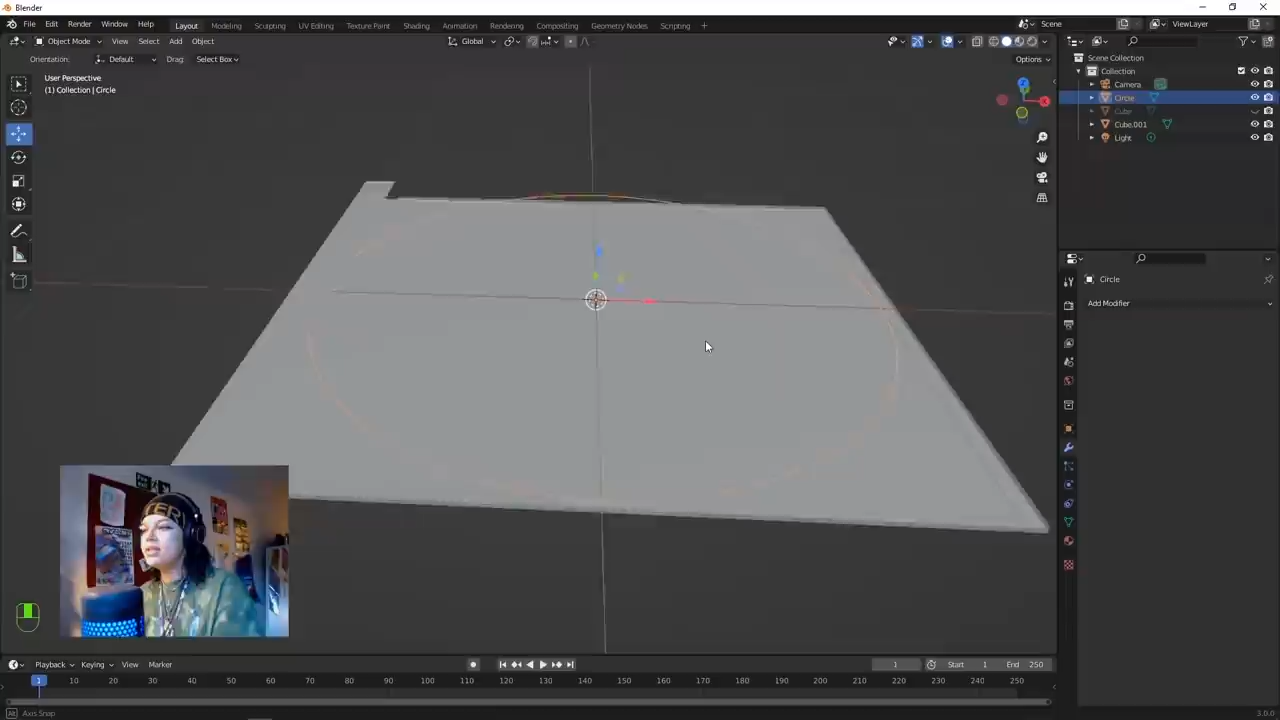 Blender
File Edit Render Window Help
Layout Modeling Sculpting UV Editing Texture Paint Shading Animation Rendering Compositing Geometry Nodes Scripting +
Scene
ViewLayer
Object Mode View Select Add Object
Global
Orientation: Default Drag: Select Box
Options
User Perspective
(1) Collection | Circle
Z
X
Scene Collection
Collection
Camera
Circle
Cube
Cube.001
Light
Circle
Add Modifier
Playback Keying View Marker
1
Start 1
End 250
1 10 20 30 40 50 60 70 80 90 100 110 120 130 140 150 160 170 180 190 200 210 220 230 240 250
Axis Snap
3.0.0